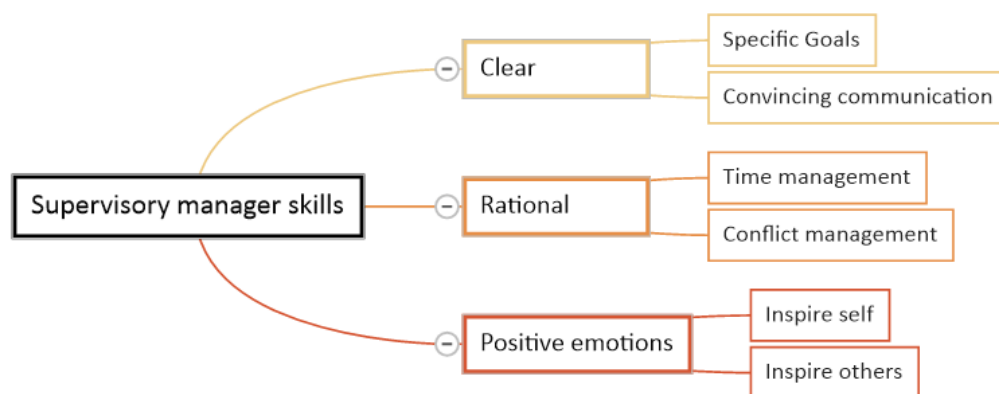 Supervisory manager skills
Clear
Specific Goals
Convincing communication
Rational
Time management
Conflict management
Positive emotions
Inspire self
Inspire others